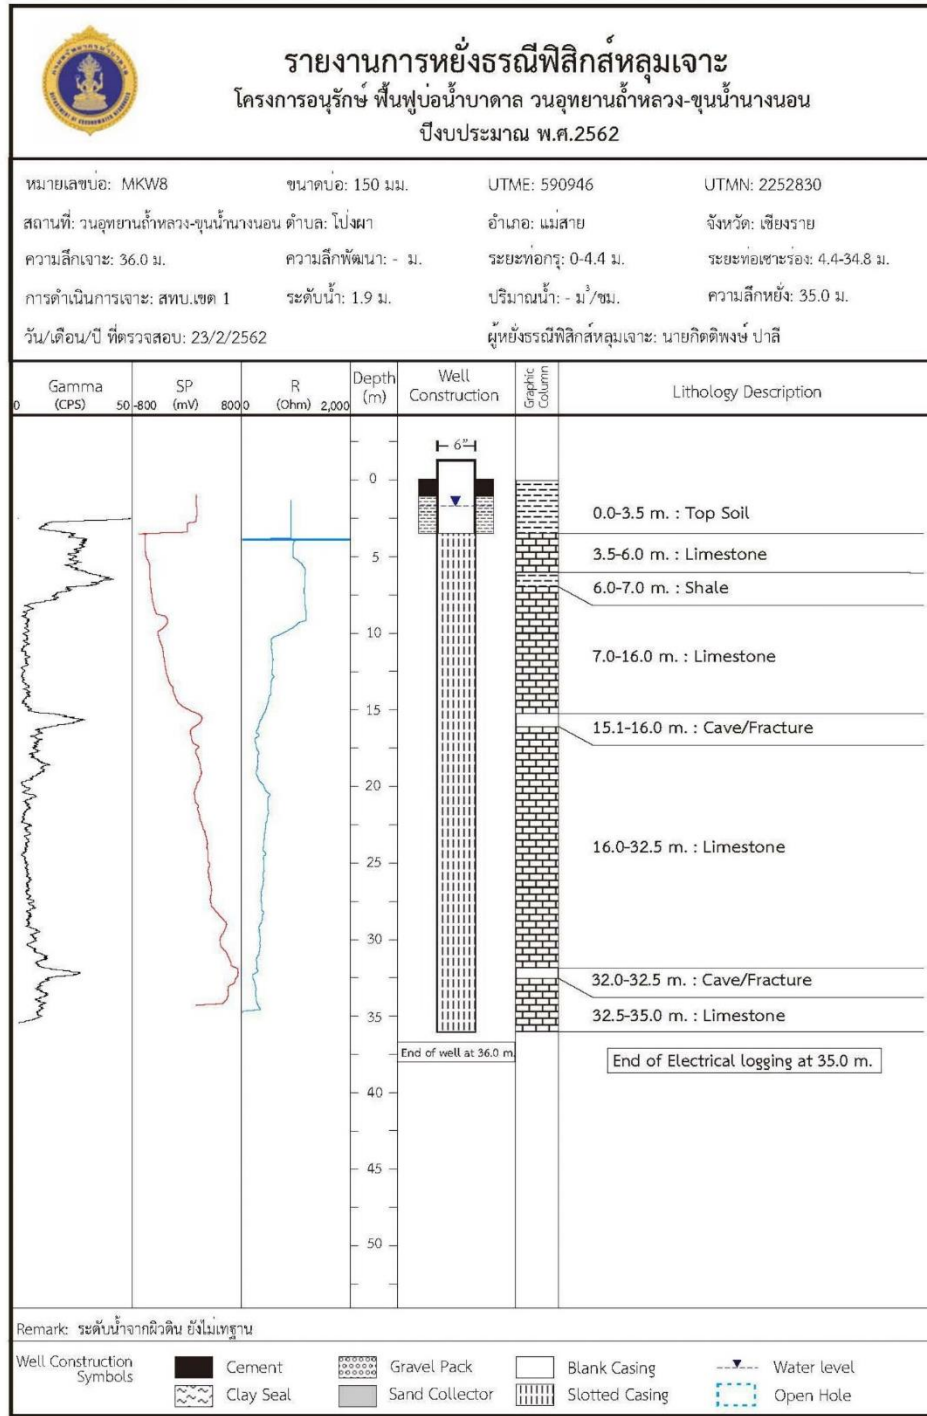 รายงานการหยั่งธรณีฟิสิกส์หลุมเจาะ
โครงการอนุรักษ์ ฟื้นฟูบ่อน้ำบาดาล วนอุทยานถ้ำหลวง-ขุนน้ำนางนอน
ปีงบประมาณ พ.ศ.2562
หมายเลขบ่อ: MKW8 ขนาดบ่อ: 150 มม. UTME: 590946 UTMN: 2252830
สถานที่: วนอุทยานถ้ำหลวง-ขุนน้ำนางนอน ตำบล: โป่งผา อำเภอ: แม่สาย จังหวัด: เชียงราย
ความลึกเจาะ: 36.0 ม. ความลึกพัฒนา: - ม. ระยะท่อกรุ: 0-4.4 ม. ระยะท่อเซาะร่อง: 4.4-34.8 ม.
การดำเนินการเจาะ: สทบ.เขต 1 ระดับน้ำ: 1.9 ม. ปริมาณน้ำ: - ม³/ชม. ความลึกหยั่ง: 35.0 ม.
วัน/เดือน/ปี ที่ตรวจสอบ: 23/2/2562 ผู้หยั่งธรณีฟิสิกส์หลุมเจาะ: นายกิตติพงษ์ ปาลี
Gamma SP R Depth Well Graphic Lithology Description
0 (CPS) 50 -800 (mV) 800 0 (Ohm) 2,000 (m) Construction Column
6"
0
0.0-3.5 m. : Top Soil
5 3.5-6.0 m. : Limestone
6.0-7.0 m. : Shale
10
7.0-16.0 m. : Limestone
15
15.1-16.0 m. : Cave/Fracture
20
16.0-32.5 m. : Limestone
25
30
32.0-32.5 m. : Cave/Fracture
35 32.5-35.0 m. : Limestone
End of well at 36.0 m.
End of Electrical logging at 35.0 m.
40
45
50
Remark: ระดับน้ำจากผิวดิน ยังไม่เทฐาน
Well Construction Cement Gravel Pack Blank Casing Water level
Symbols Clay Seal Sand Collector Slotted Casing Open Hole